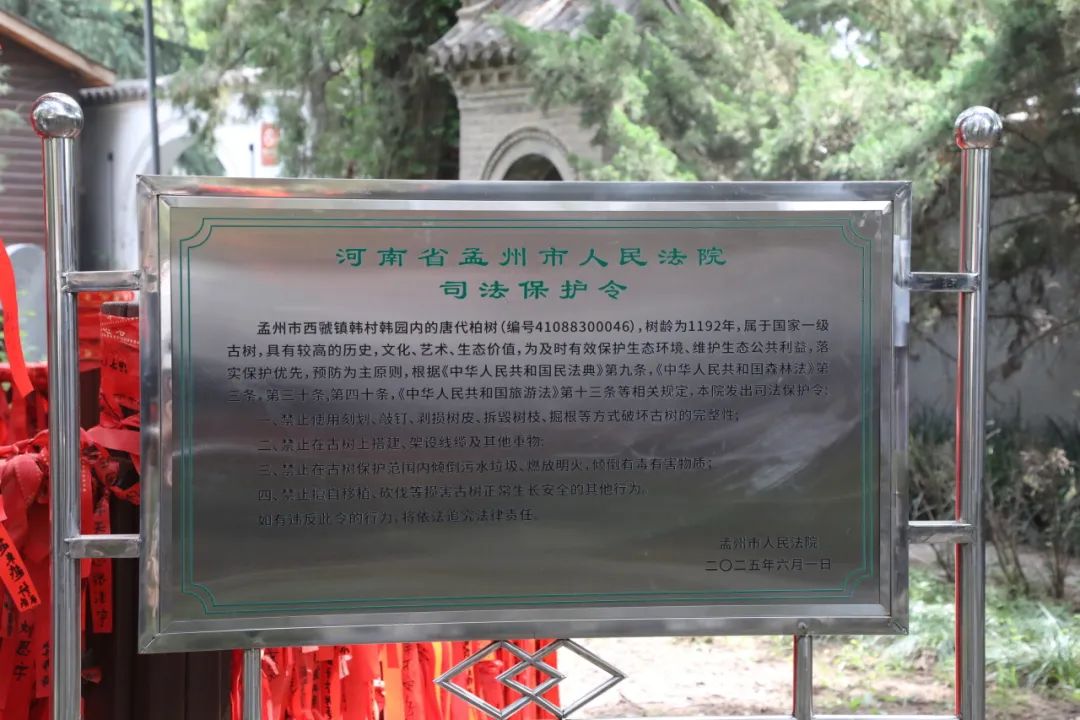 河南省孟州市人民法院
司法保护令
孟州市西虢镇韩村韩园内的唐代柏树(编号41088300046),树龄为1192年,属于国家一级
古树,具有较高的历史,文化、艺术、生态价值,为及时有效保护生态环境、维护生态公共利益,落
实保护优先,预防为主原则,根据《中华人民共和国民法典》第九条,《中华人民共和国森林法》第
三条,第三十条,第四十条,《中华人民共和国旅游法》第十三条等相关规定,本院发出司法保护令:
一、禁止使用刻划、敲钉、剥损树皮、拆毁树枝、掘根等方式破坏古树的完整性;
二、禁止在古树上搭建、架设线缆及其他重物;
三、禁止在古树保护范围内倾倒污水垃圾、燃放明火,倾倒有毒有害物质;
四、禁止擅自移植、砍伐等损害古树正常生长安全的其他行为。
如有违反此令的行为,将依法追究法律责任。
孟州市人民法院
二〇二五年六月一日